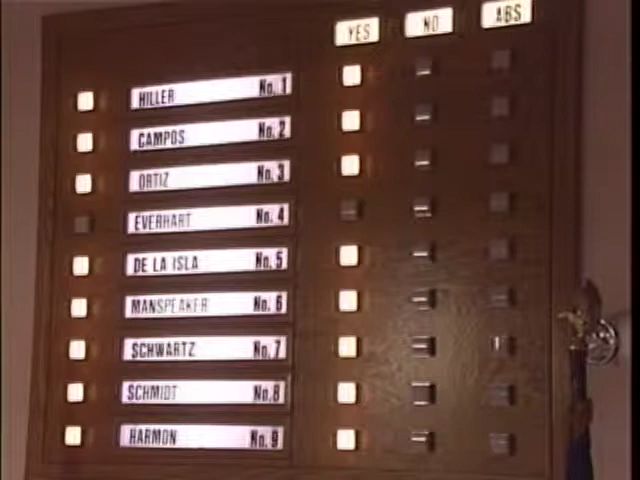 YES NO ABS
HILLER No. 1
CAMPOS No. 2
ORTIZ No. 3
EVERHART No. 4
DE LA ISLA No. 5
MANSPEAKER No. 6
SCHWARTZ No. 7
SCHMIDT No. 8
HARMON No. 9